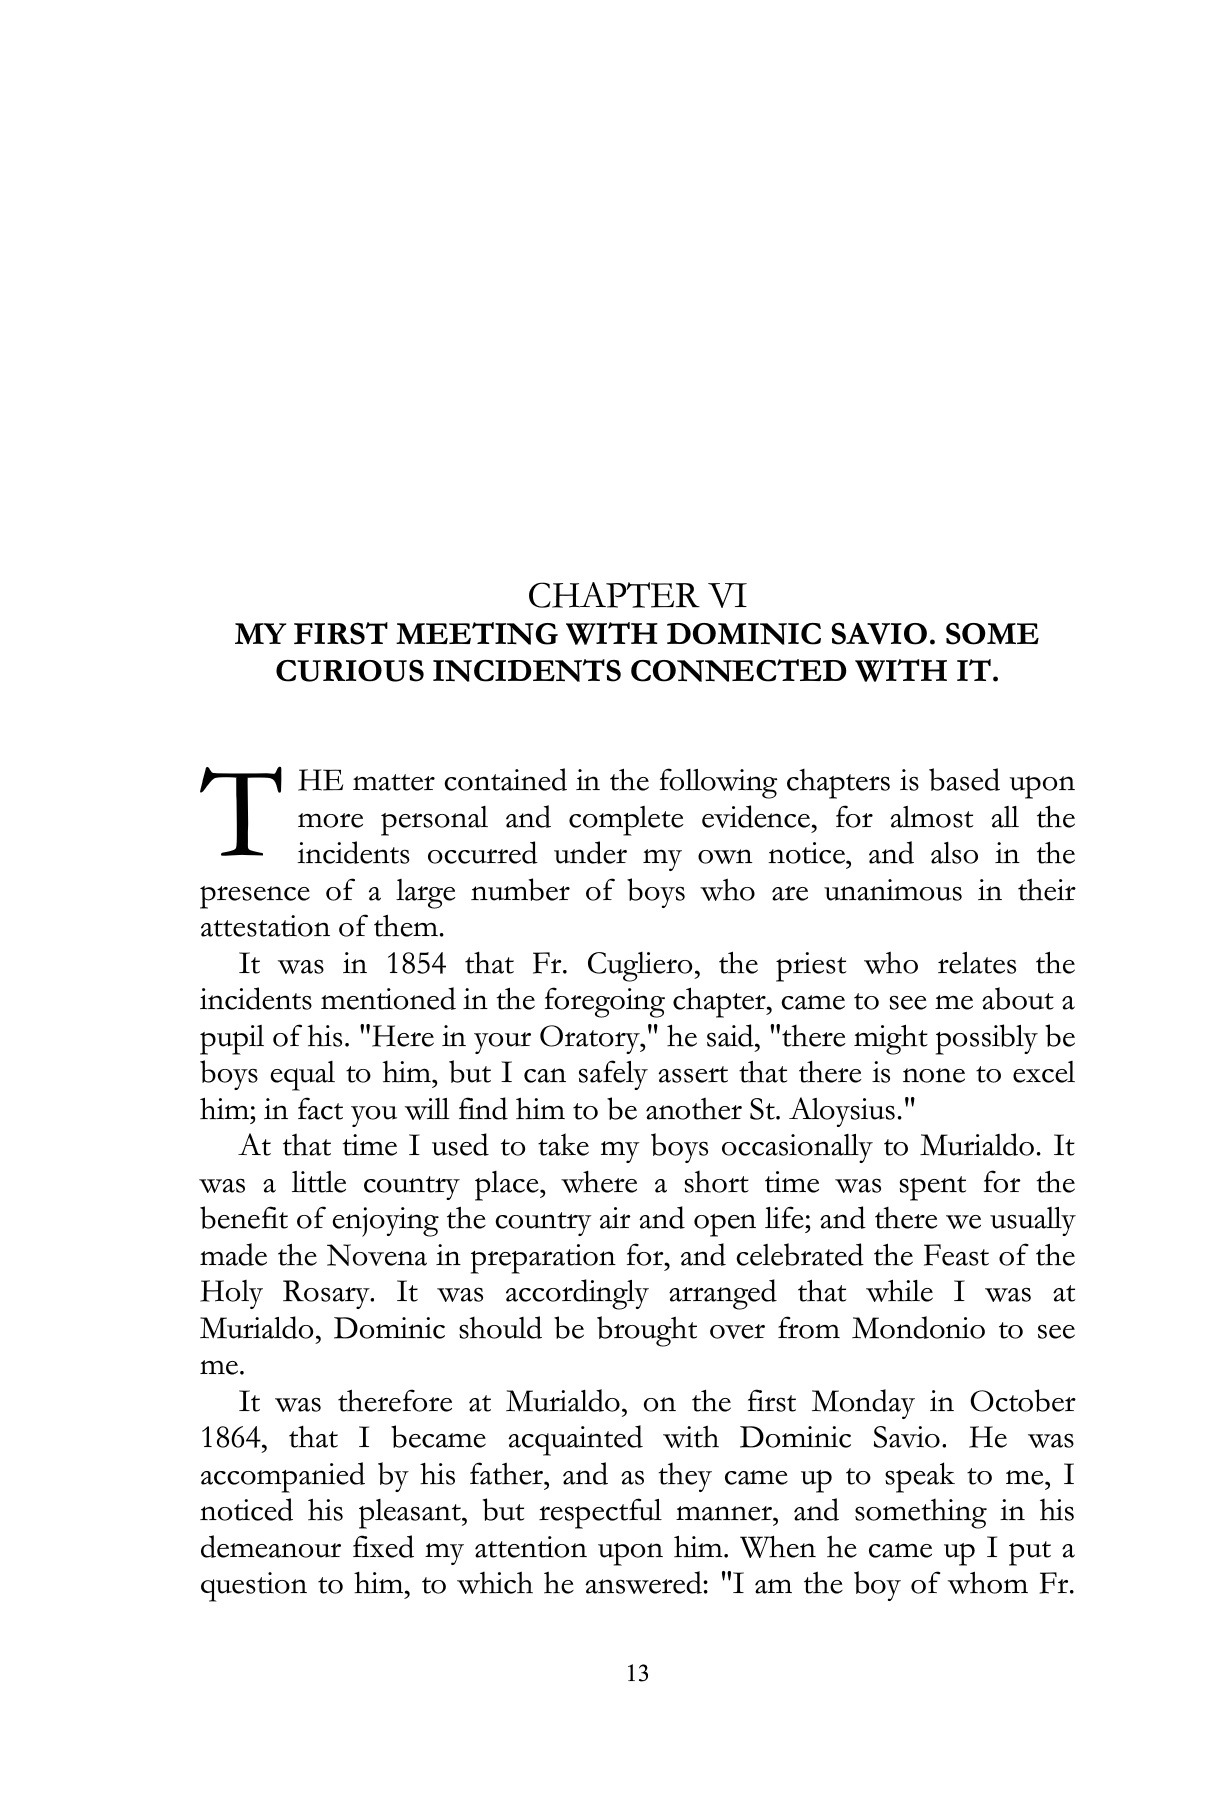 CHAPTER VI
MY FIRST MEETING WITH DOMINIC SAVIO. SOME
CURIOUS INCIDENTS CONNECTED WITH IT.
THE matter contained in the following chapters is based upon
more personal and complete evidence, for almost all the
incidents occurred under my own notice, and also in the
presence of a large number of boys who are unanimous in their
attestation of them.
It was in 1854 that Fr. Cugliero, the priest who relates the
incidents mentioned in the foregoing chapter, came to see me about a
pupil of his. "Here in your Oratory," he said, "there might possibly be
boys equal to him, but I can safely assert that there is none to excel
him; in fact you will find him to be another St. Aloysius."
At that time I used to take my boys occasionally to Murialdo. It
was a little country place, where a short time was spent for the
benefit of enjoying the country air and open life; and there we usually
made the Novena in preparation for, and celebrated the Feast of the
Holy Rosary. It was accordingly arranged that while I was at
Murialdo, Dominic should be brought over from Mondonio to see
me.
It was therefore at Murialdo, on the first Monday in October
1864, that I became acquainted with Dominic Savio. He was
accompanied by his father, and as they came up to speak to me, I
noticed his pleasant, but respectful manner, and something in his
demeanour fixed my attention upon him. When he came up I put a
question to him, to which he answered: "I am the boy of whom Fr.
13